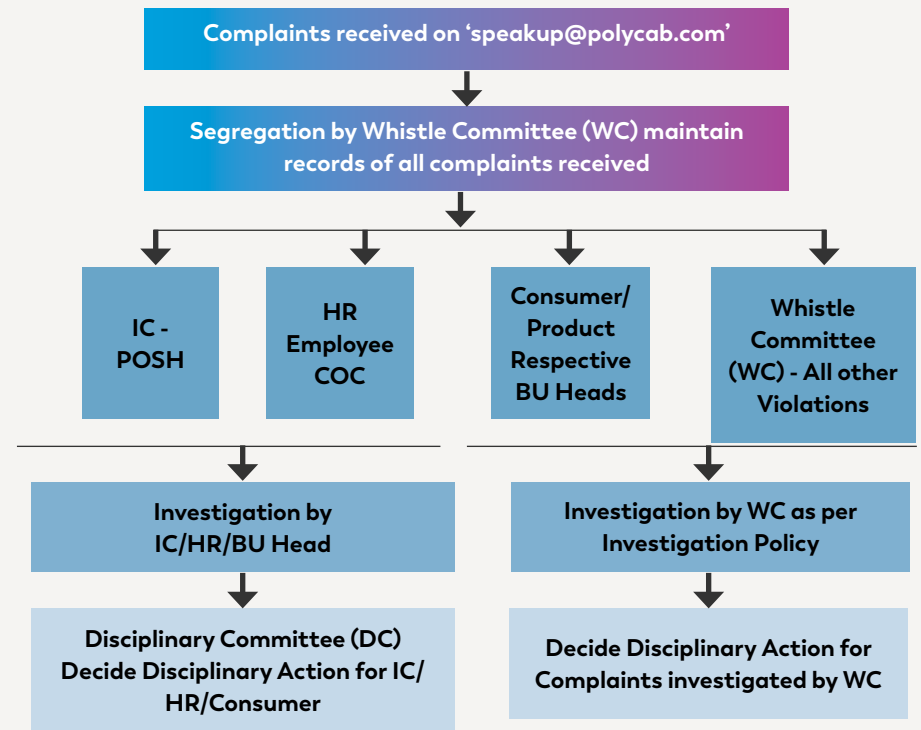 Complaints received on ‘speakup@polycab.com’
Segregation by Whistle Committee (WC) maintain
records of all complaints received
IC -
POSH
HR
Employee
COC
Consumer/
Product
Respective
BU Heads
Whistle
Committee
(WC) - All other
Violations
Investigation by
IC/HR/BU Head
Investigation by WC as per
Investigation Policy
Disciplinary Committee (DC)
Decide Disciplinary Action for IC/
HR/Consumer
Decide Disciplinary Action for
Complaints investigated by WC